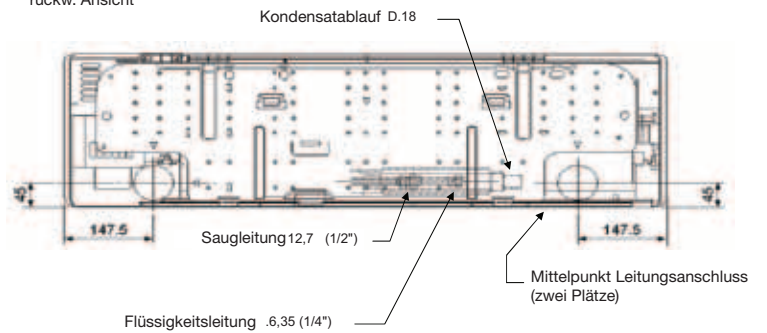 rückw. Ansicht
Kondensatablauf D.18
45
45
147.5
147.5
Saugleitung 12,7 (1/2")
Mittelpunkt Leitungsanschluss
(zwei Plätze)
Flüssigkeitsleitung .6,35 (1/4")